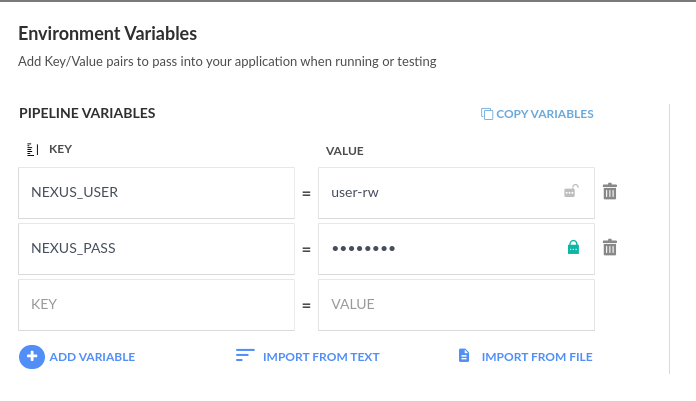 Environment Variables
Add Key/Value pairs to pass into your application when running or testing
PIPELINE VARIABLES
COPY VARIABLES
KEY VALUE
NEXUS_USER = user-rw
NEXUS_PASS = ••••••••
KEY = VALUE
ADD VARIABLE IMPORT FROM TEXT IMPORT FROM FILE